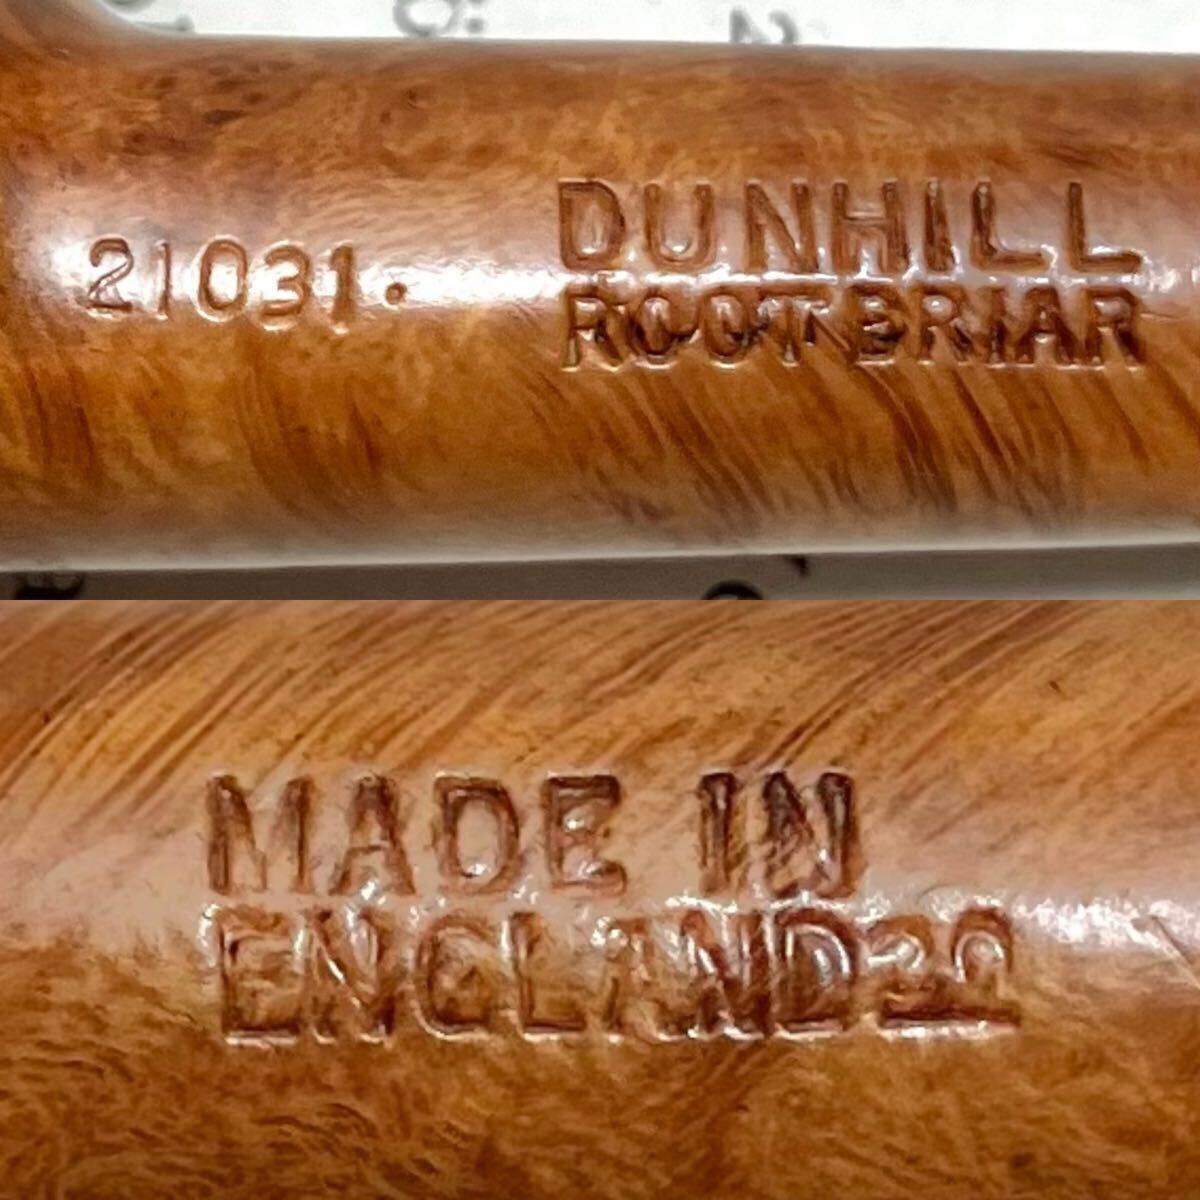 21031.
DUNHILL
ROOT BRIAR
MADE IN
ENGLAND22